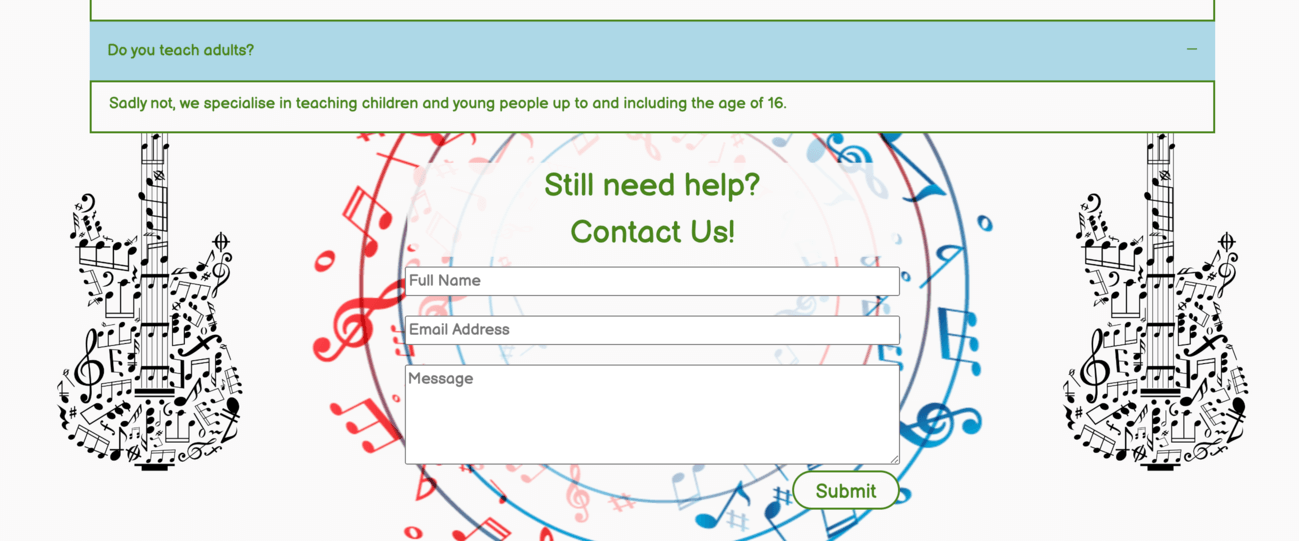 Do you teach adults?
Sadly not, we specialise in teaching children and young people up to and including the age of 16.
Still need help?
Contact Us!
Full Name
Email Address
Message
Submit